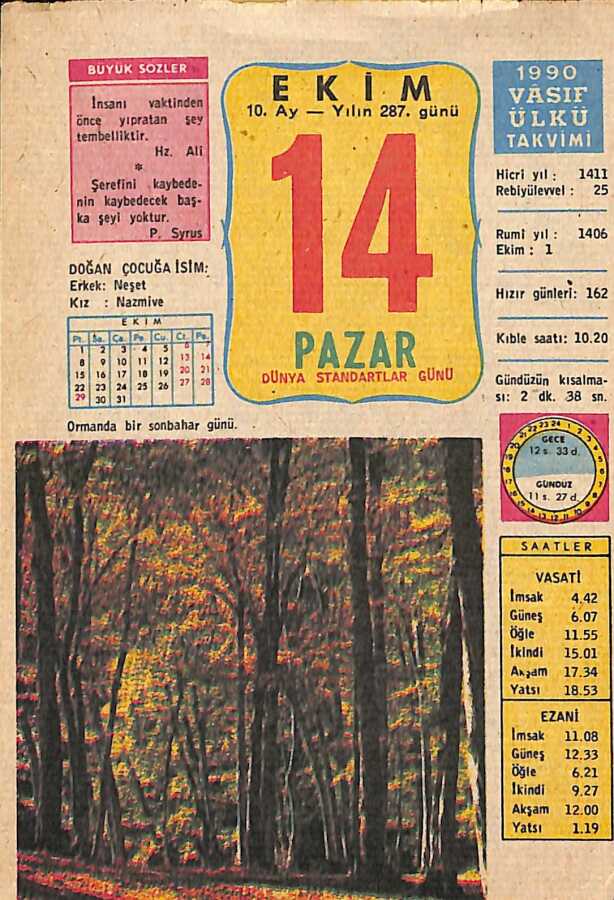 BÜYÜK SÖZLER
İnsanı vaktinden
önce yıpratan şey
tembelliktir.
Hz. Ali
*
Şerefini kaybede-
nin kaybedecek baş-
ka şeyi yoktur.
P. Syrus
DOĞAN ÇOCUĞA İSİM:
Erkek: Neşet
Kız : Nazmive
EKİM
Pt. Sa. Ça. Pe. Cu. Ct. Pa.
1 2 3 4 5 6 7
8 9 10 11 12 13 14
15 16 17 18 19 20 21
22 23 24 25 26 27 28
29 30 31
Ormanda bir sonbahar günü.
EKİM
10. Ay — Yılın 287. günü
14
PAZAR
DÜNYA STANDARTLAR GÜNÜ
1990
VÂSIF
ÜLKÜ
TAKVİMİ
Hicri yıl : 1411
Rebiyülevvel : 25
Rumî yıl : 1406
Ekim : 1
Hızır günleri: 162
Kıble saati: 10.20
Gündüzün kısalma-
sı: 2 dk. 38 sn.
GECE
12 s. 33 d.
GÜNDÜZ
11 s. 27 d.
SAATLER
VASATİ
İmsak 4.42
Güneş 6.07
Öğle 11.55
İkindi 15.01
Akşam 17.34
Yatsı 18.53
EZANİ
İmsak 11.08
Güneş 12.33
Öğle 6.21
İkindi 9.27
Akşam 12.00
Yatsı 1.19